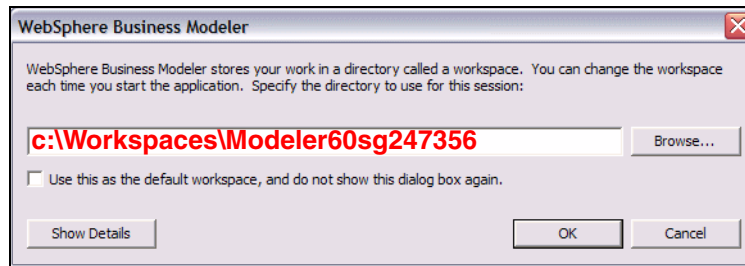 WebSphere Business Modeler
WebSphere Business Modeler stores your work in a directory called a workspace. You can change the workspace
each time you start the application. Specify the directory to use for this session:
c:\Workspaces\Modeler60sg247356
Browse...
Use this as the default workspace, and do not show this dialog box again.
Show Details
OK
Cancel